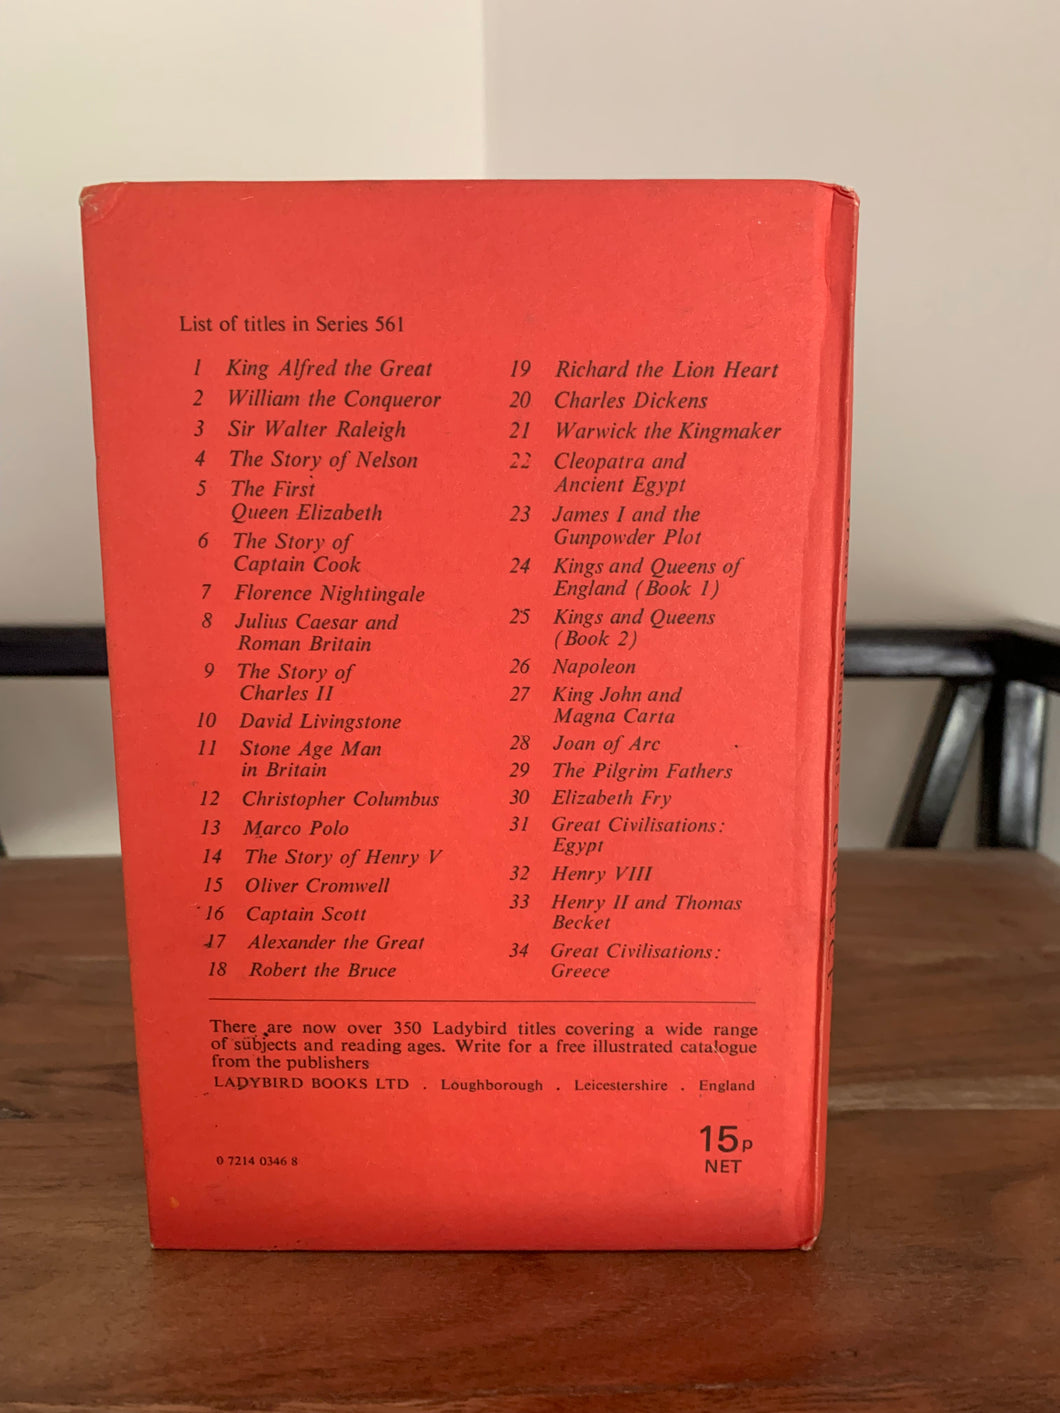 List of titles in Series 561
1 King Alfred the Great
2 William the Conqueror
3 Sir Walter Raleigh
4 The Story of Nelson
5 The First
Queen Elizabeth
6 The Story of
Captain Cook
7 Florence Nightingale
8 Julius Caesar and
Roman Britain
9 The Story of
Charles II
10 David Livingstone
11 Stone Age Man
in Britain
12 Christopher Columbus
13 Marco Polo
14 The Story of Henry V
15 Oliver Cromwell
16 Captain Scott
17 Alexander the Great
18 Robert the Bruce
19 Richard the Lion Heart
20 Charles Dickens
21 Warwick the Kingmaker
22 Cleopatra and
Ancient Egypt
23 James I and the
Gunpowder Plot
24 Kings and Queens of
England (Book 1)
25 Kings and Queens
(Book 2)
26 Napoleon
27 King John and
Magna Carta
28 Joan of Arc
29 The Pilgrim Fathers
30 Elizabeth Fry
31 Great Civilisations:
Egypt
32 Henry VIII
33 Henry II and Thomas
Becket
34 Great Civilisations:
Greece
There are now over 350 Ladybird titles covering a wide range
of subjects and reading ages. Write for a free illustrated catalogue
from the publishers
LADYBIRD BOOKS LTD . Loughborough . Leicestershire . England
15p
NET
0 7214 0346 8